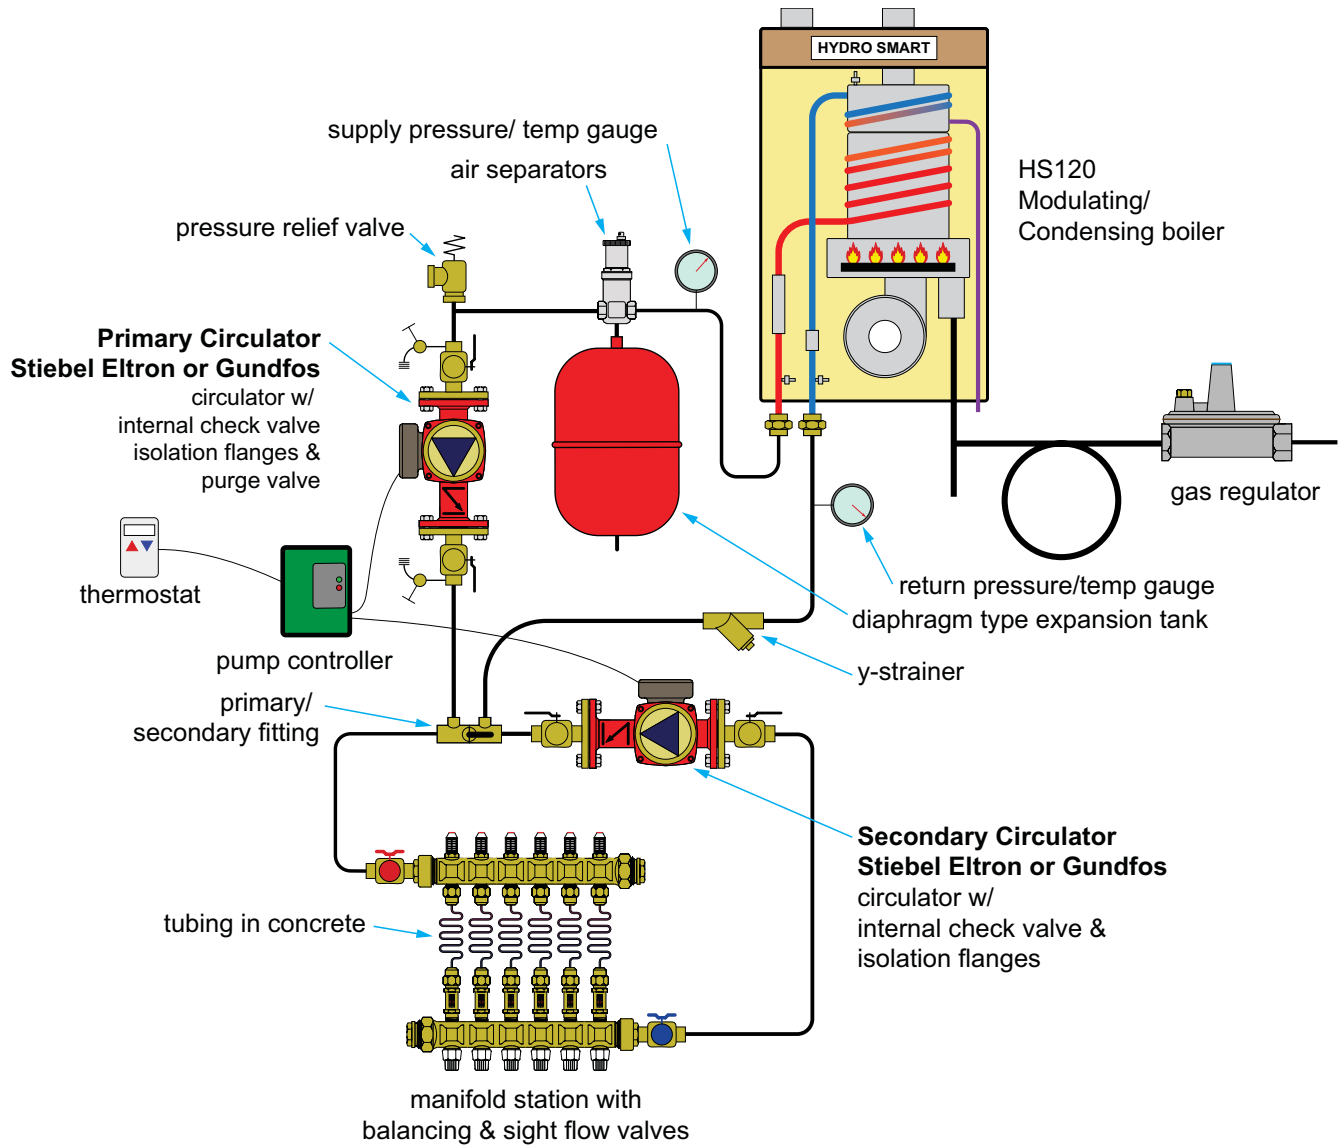 HYDRO SMART
supply pressure/ temp gauge
air separators
pressure relief valve
HS120
Modulating/
Condensing boiler
Primary Circulator
Stiebel Eltron or Gundfos
circulator w/
internal check valve
isolation flanges &
purge valve
gas regulator
thermostat
return pressure/temp gauge
diaphragm type expansion tank
pump controller
y-strainer
primary/
secondary fitting
Secondary Circulator
Stiebel Eltron or Gundfos
circulator w/
internal check valve &
isolation flanges
tubing in concrete
manifold station with
balancing & sight flow valves